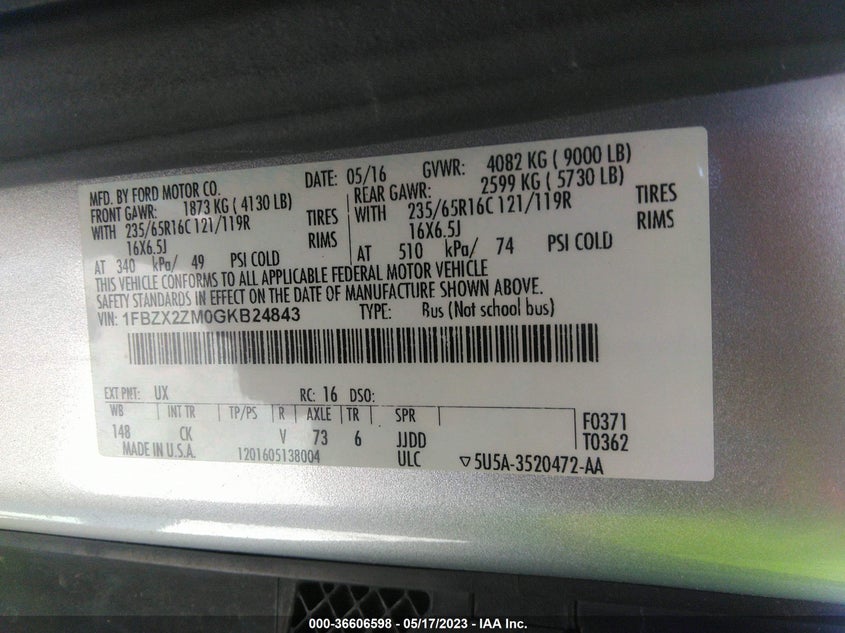 MFD. BY FORD MOTOR CO. DATE: 05/16 GVWR: 4082 KG ( 9000 LB)
FRONT GAWR: 1873 KG ( 4130 LB) REAR GAWR: 2599 KG ( 5730 LB)
WITH 235/65R16C 121/119R TIRES WITH 235/65R16C 121/119R TIRES
16X6.5J RIMS 16X6.5J RIMS
AT 340 kPa/ 49 PSI COLD AT 510 kPa/ 74 PSI COLD
THIS VEHICLE CONFORMS TO ALL APPLICABLE FEDERAL MOTOR VEHICLE
SAFETY STANDARDS IN EFFECT ON THE DATE OF MANUFACTURE SHOWN ABOVE.
VIN: 1FBZX2ZM0GKB24843 TYPE: Bus (Not school bus)
EXT PNT: UX RC: 16 DSO:
WB INT TR TP/PS R AXLE TR SPR F0371
148 CK V 73 6 JJDD T0362
MADE IN U.S.A. 1201605138004 ULC ▽5U5A-3520472-AA
000-36606598 - 05/17/2023 - IAA Inc.